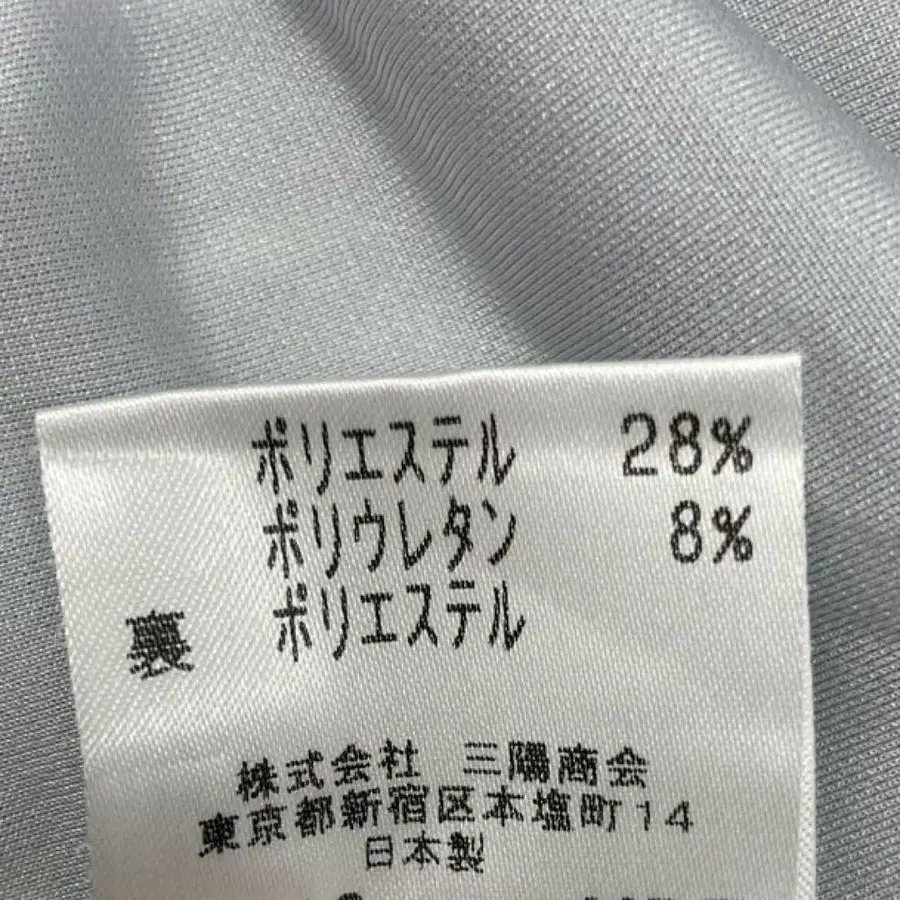 ポリエステル 28%
ポリウレタン 8%
裏 ポリエステル
株式会社 三陽商会
東京都新宿区本塩町14
日本製